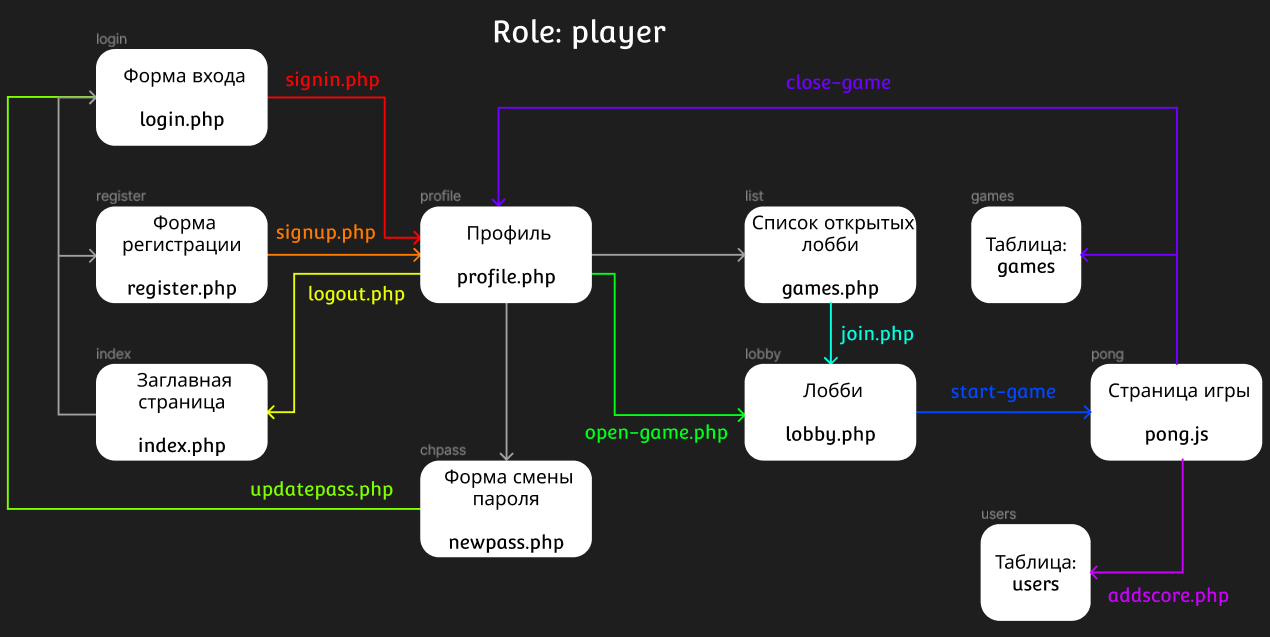 Role: player
login
Форма входа
login.php
signin.php
close-game
register
Форма
регистрации
register.php
signup.php
profile
Профиль
profile.php
list
Список открытых
лобби
games.php
games
Таблица:
games
logout.php
join.php
index
Заглавная
страница
index.php
lobby
Лобби
lobby.php
start-game
pong
Страница игры
pong.js
open-game.php
chpass
Форма смены
пароля
newpass.php
updatepass.php
users
Таблица:
users
addscore.php